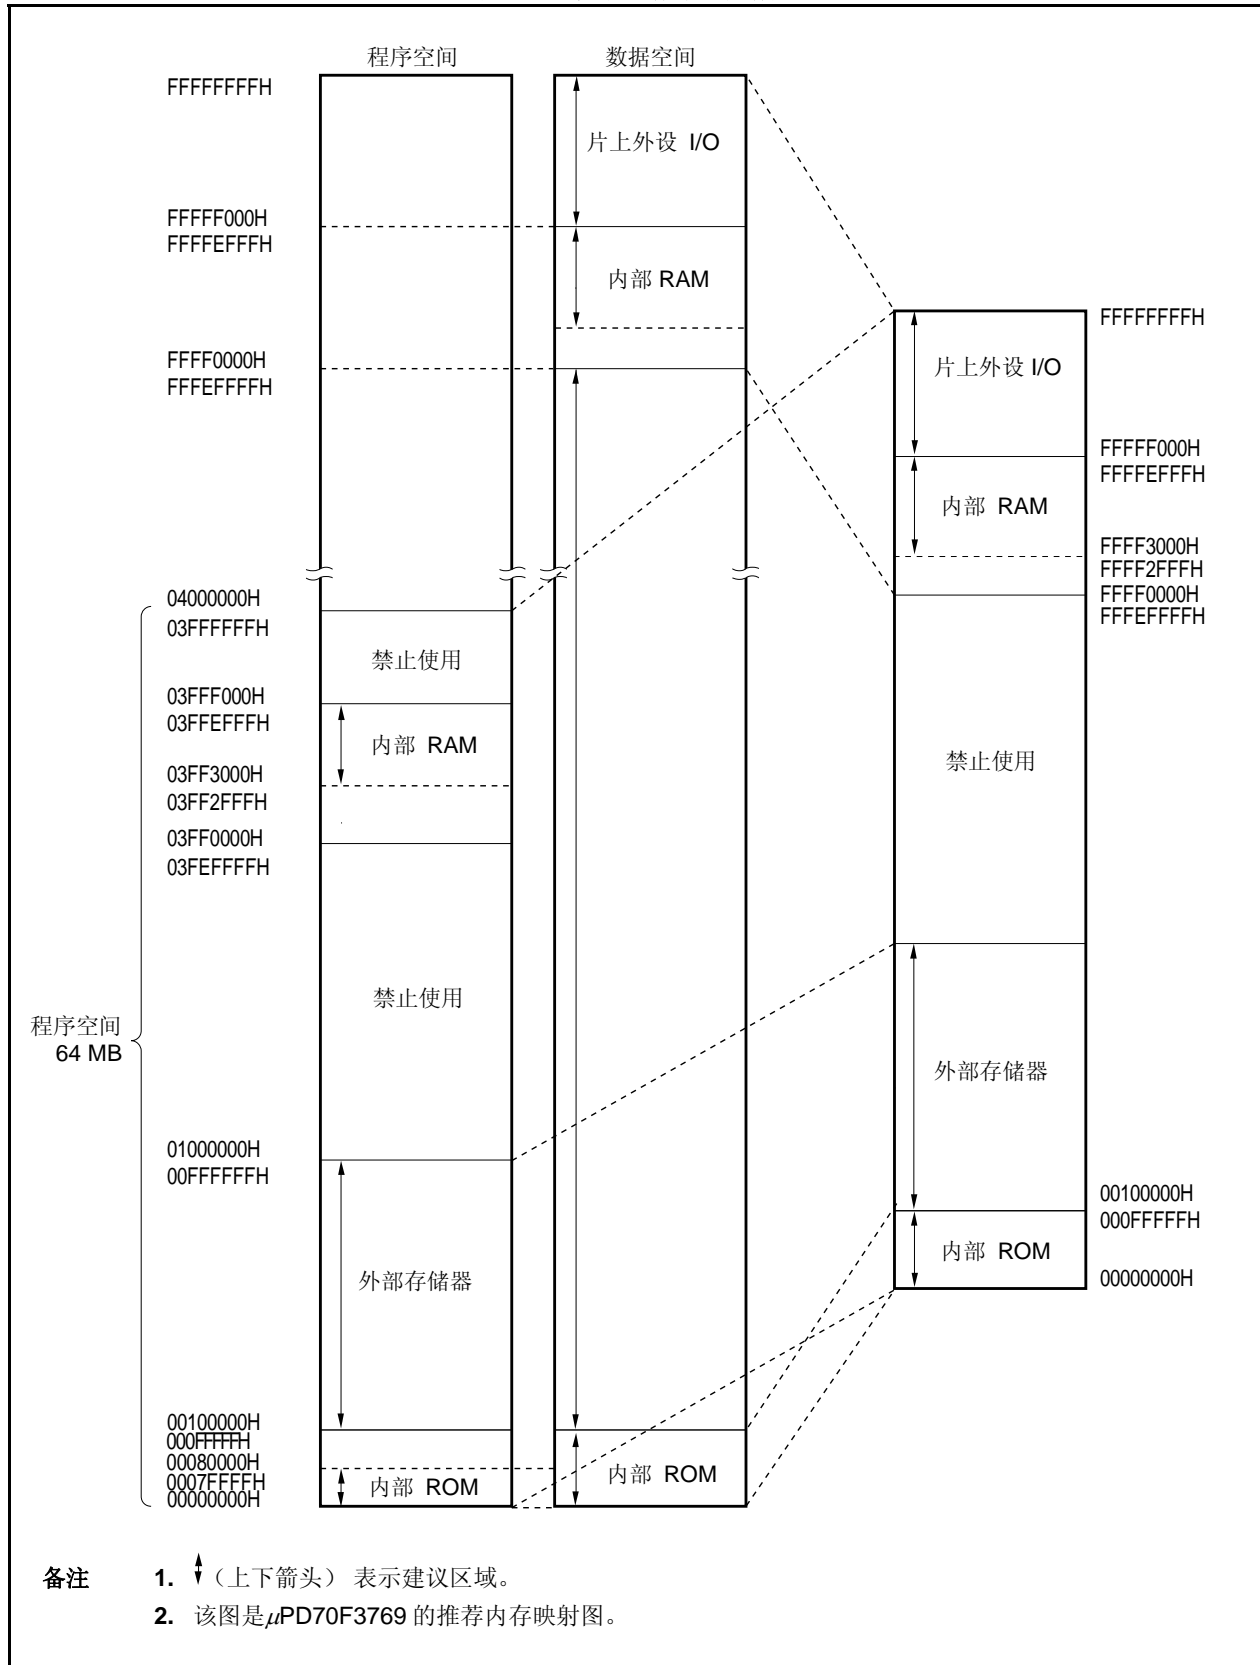 程序空间
数据空间
FFFFFFFFH
片上外设 I/O
FFFFF000H
FFFFEFFFH
内部 RAM
FFFF0000H
FFFEFFFFH
04000000H
03FFFFFFH
禁止使用
03FFF000H
03FFEFFFH
内部 RAM
03FF3000H
03FF2FFFH
03FF0000H
03FEFFFFH
禁止使用
程序空间
64 MB
01000000H
00FFFFFFH
外部存储器
00100000H
000FFFFFH
00080000H
0007FFFFH
00000000H
内部 ROM
内部 ROM
FFFFFFFFH
片上外设 I/O
FFFFF000H
FFFFEFFFH
内部 RAM
FFFF3000H
FFFF2FFFH
FFFF0000H
FFFEFFFFH
禁止使用
外部存储器
00100000H
000FFFFFH
内部 ROM
00000000H
备注 1. （上下箭头） 表示建议区域。
2. 该图是μPD70F3769 的推荐内存映射图。